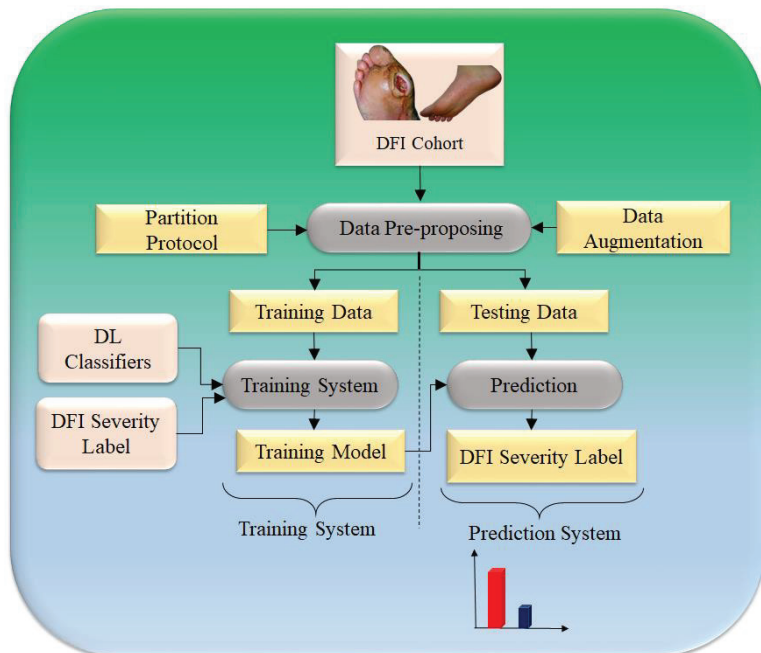 DFI Cohort
Partition
Protocol
Data Pre-proposing
Data
Augmentation
Training Data
Testing Data
DL
Classifiers
Training System
Prediction
DFI Severity
Label
Training Model
DFI Severity Label
Training System
Prediction System